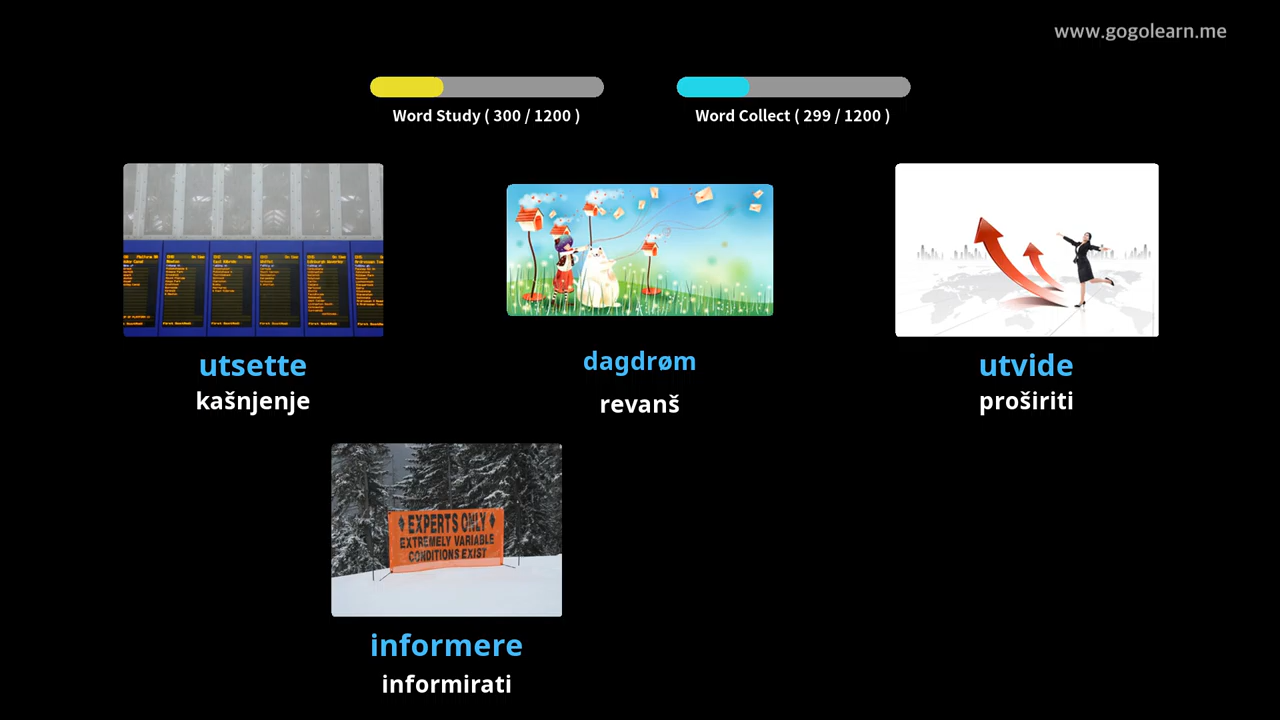 www.gogolearn.me
Word Study ( 300 / 1200 )
Word Collect ( 299 / 1200 )
utsette
kašnjenje
dagdrøm
revanš
utvide
proširiti
EXPERTS ONLY
EXTREMELY VARIABLE
CONDITIONS EXIST
informere
informirati